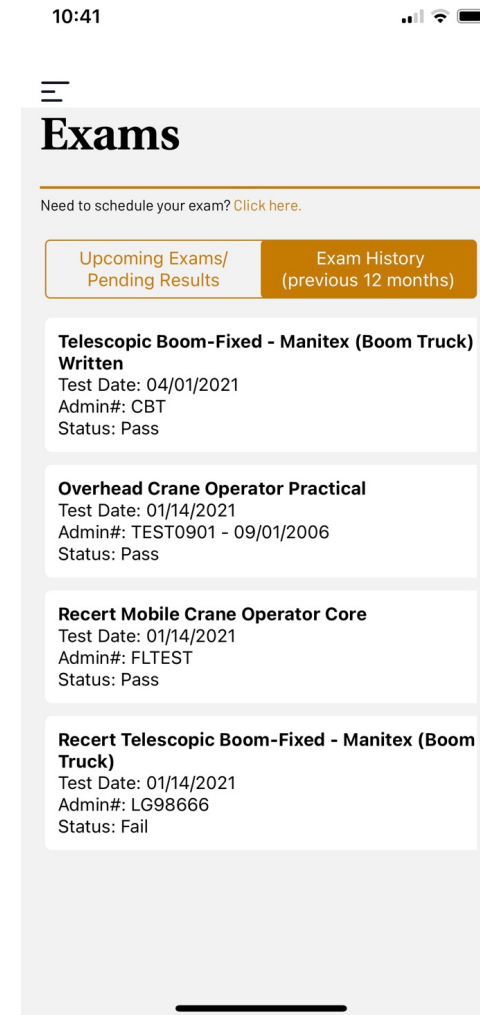 10:41
Exams
Need to schedule your exam? Click here.
Upcoming Exams/
Pending Results
Exam History
(previous 12 months)
Telescopic Boom-Fixed - Manitex (Boom Truck)
Written
Test Date: 04/01/2021
Admin#: CBT
Status: Pass
Overhead Crane Operator Practical
Test Date: 01/14/2021
Admin#: TEST0901 - 09/01/2006
Status: Pass
Recert Mobile Crane Operator Core
Test Date: 01/14/2021
Admin#: FLTEST
Status: Pass
Recert Telescopic Boom-Fixed - Manitex (Boom
Truck)
Test Date: 01/14/2021
Admin#: LG98666
Status: Fail